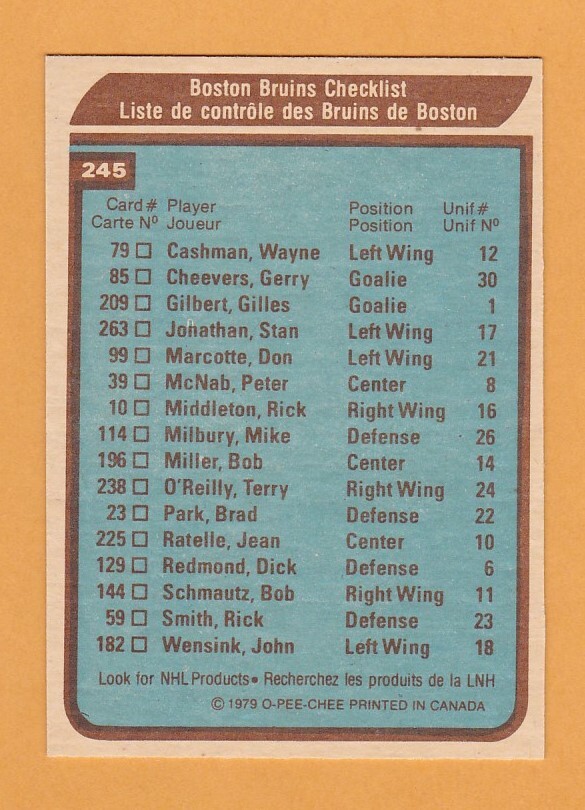 Boston Bruins Checklist
Liste de contrôle des Bruins de Boston
245
Card # Player Position Unif #
Carte Nº Joueur Position Unif Nº
79 □ Cashman, Wayne Left Wing 12
85 □ Cheevers, Gerry Goalie 30
209 □ Gilbert, Gilles Goalie 1
263 □ Jonathan, Stan Left Wing 17
99 □ Marcotte, Don Left Wing 21
39 □ McNab, Peter Center 8
10 □ Middleton, Rick Right Wing 16
114 □ Milbury, Mike Defense 26
196 □ Miller, Bob Center 14
238 □ O'Reilly, Terry Right Wing 24
23 □ Park, Brad Defense 22
225 □ Ratelle, Jean Center 10
129 □ Redmond, Dick Defense 6
144 □ Schmautz, Bob Right Wing 11
59 □ Smith, Rick Defense 23
182 □ Wensink, John Left Wing 18
Look for NHL Products • Recherchez les produits de la LNH
© 1979 O-PEE-CHEE PRINTED IN CANADA